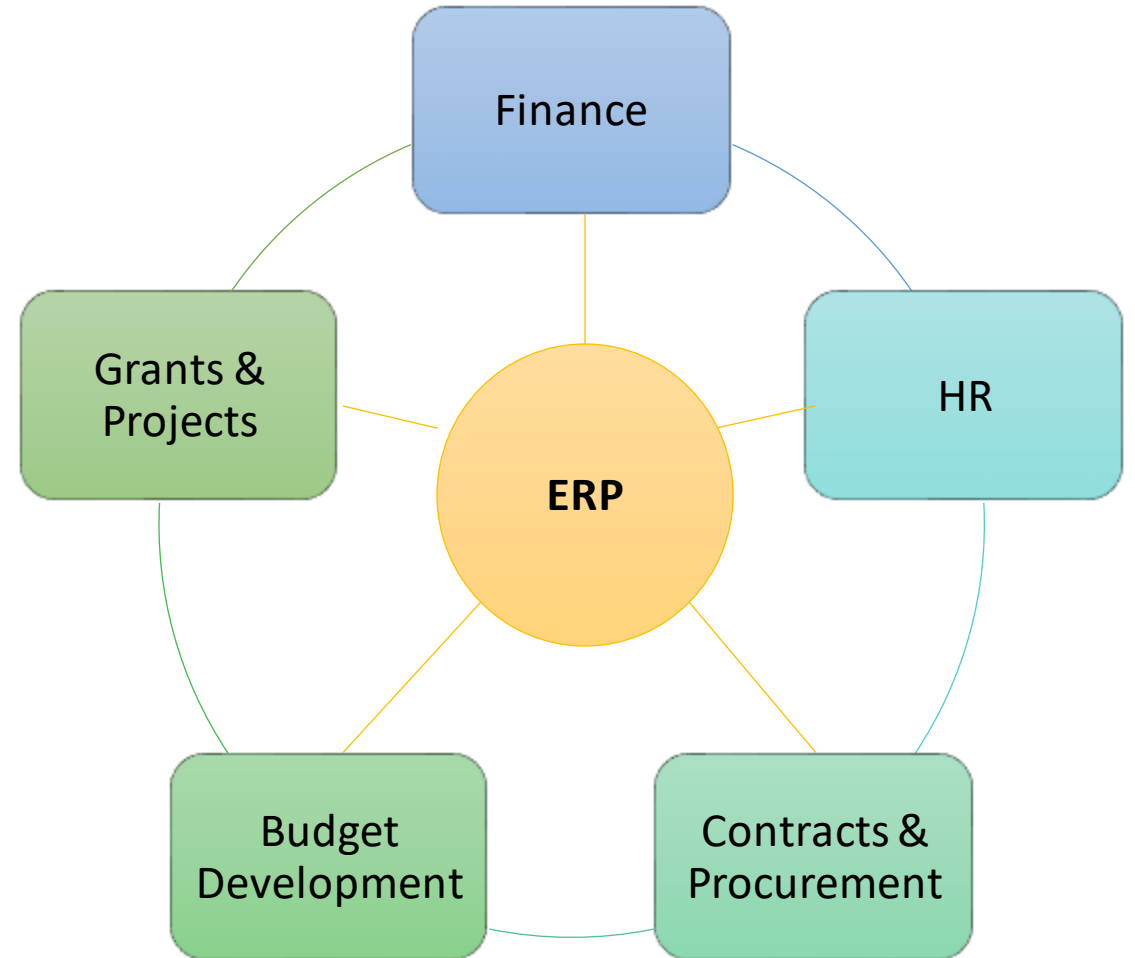 Finance
Grants &
Projects
HR
ERP
Budget
Development
Contracts &
Procurement